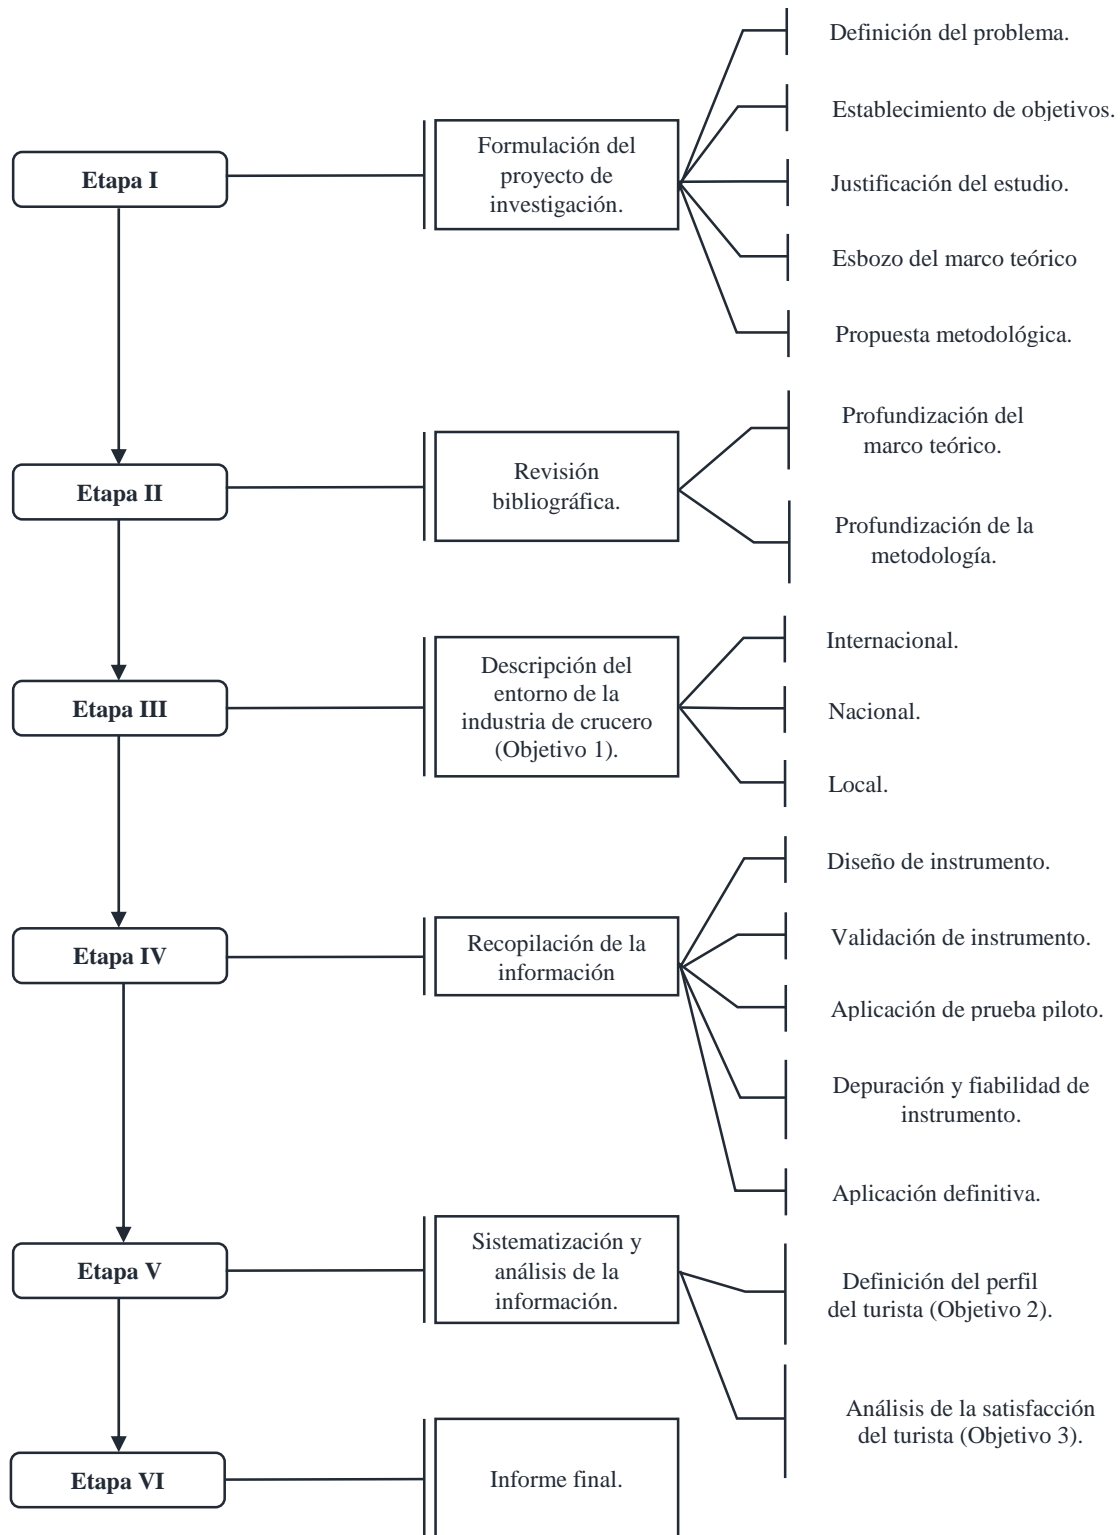 Etapa I
Formulación del
proyecto de
investigación.
Definición del problema.
Establecimiento de objetivos.
Justificación del estudio.
Esbozo del marco teórico
Propuesta metodológica.
Etapa II
Revisión
bibliográfica.
Profundización del
marco teórico.
Profundización de la
metodología.
Etapa III
Descripción del
entorno de la
industria de crucero
(Objetivo 1).
Internacional.
Nacional.
Local.
Etapa IV
Recopilación de la
información
Diseño de instrumento.
Validación de instrumento.
Aplicación de prueba piloto.
Depuración y fiabilidad de
instrumento.
Aplicación definitiva.
Etapa V
Sistematización y
análisis de la
información.
Definición del perfil
del turista (Objetivo 2).
Análisis de la satisfacción
del turista (Objetivo 3).
Etapa VI
Informe final.